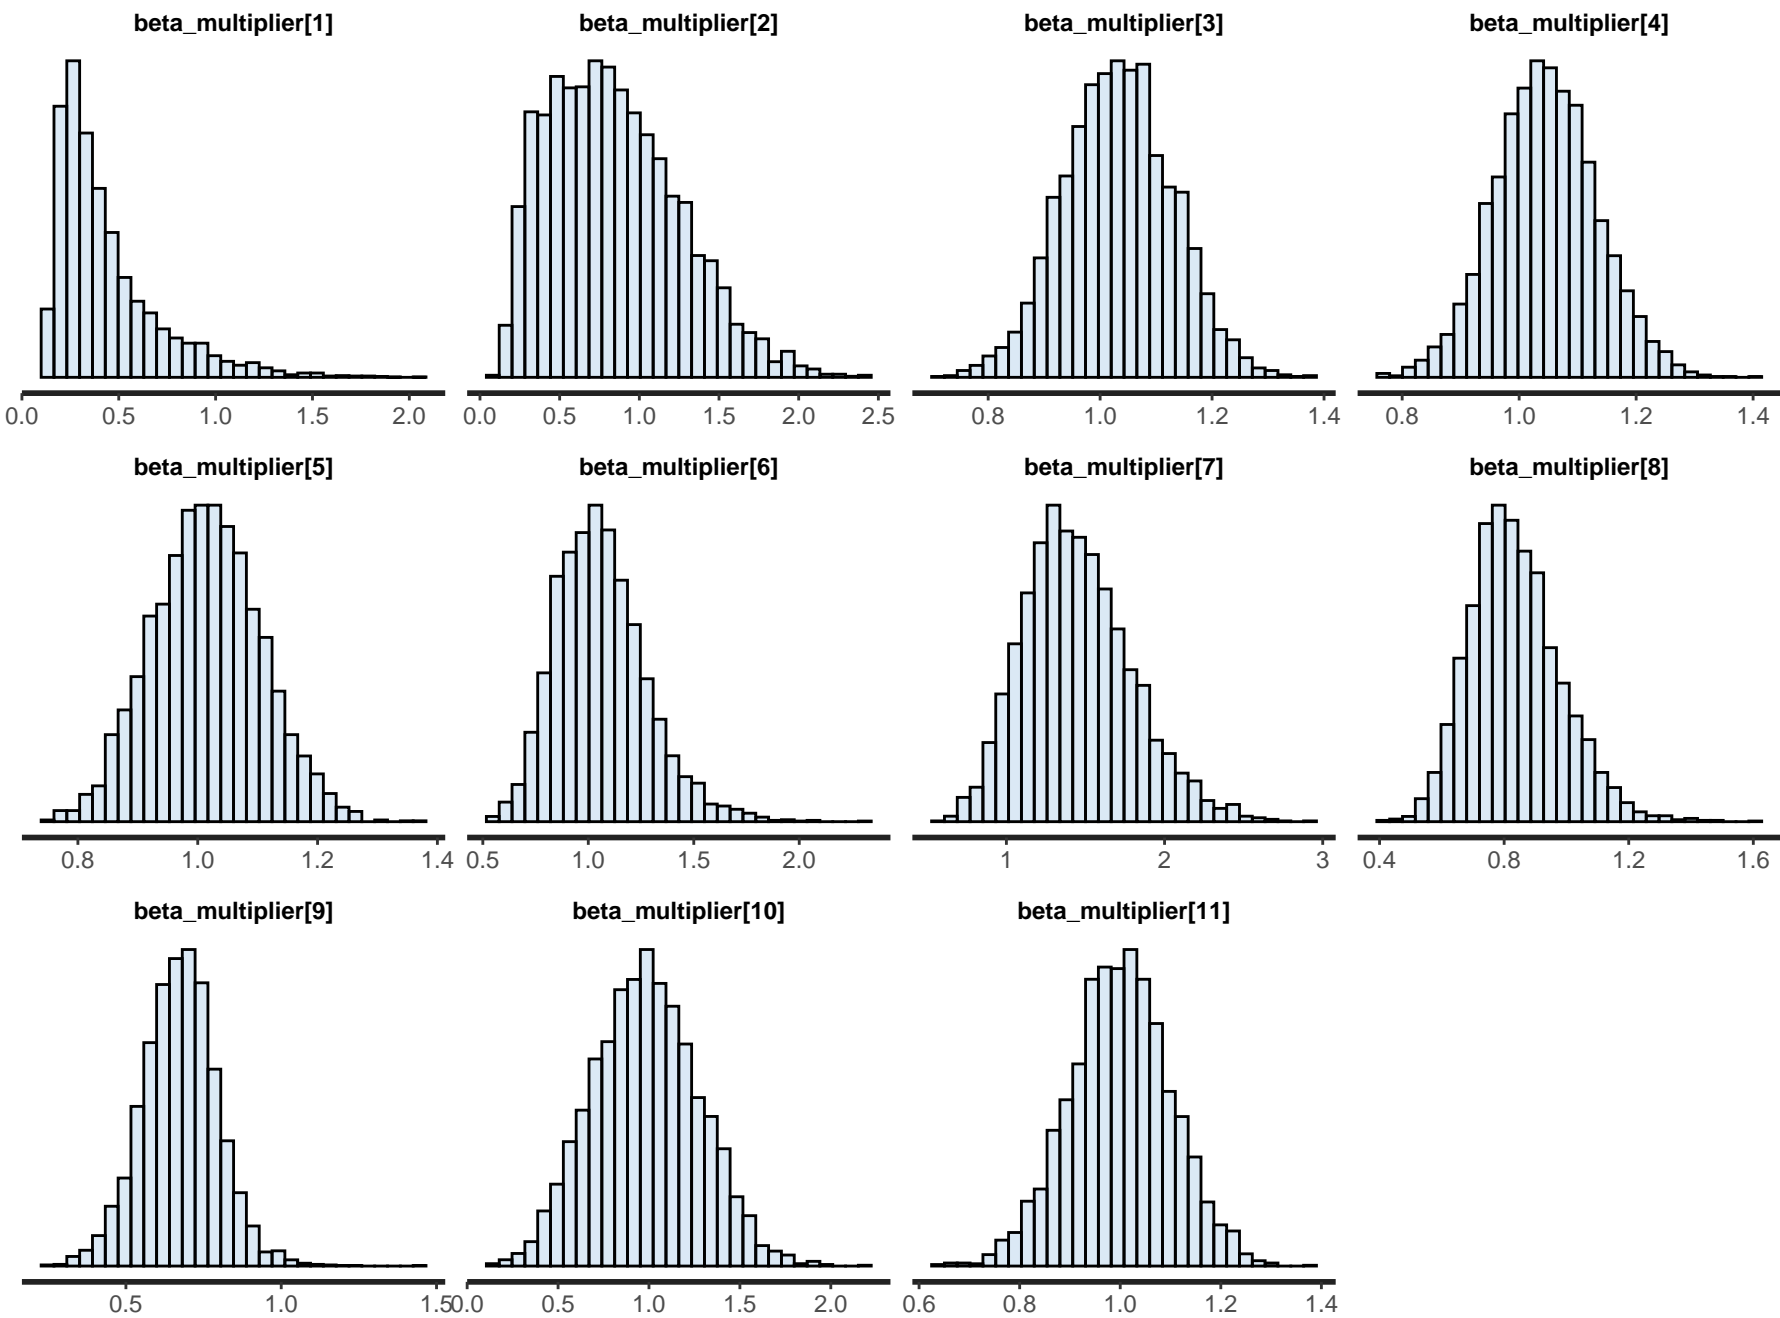 beta_multiplier[1] beta_multiplier[2] beta_multiplier[3] beta_multiplier[4]
0.0 0.5 1.0 1.5 2.0 0.0 0.5 1.0 1.5 2.0 2.5 0.8 1.0 1.2 1.4 0.8 1.0 1.2 1.4
beta_multiplier[5] beta_multiplier[6] beta_multiplier[7] beta_multiplier[8]
0.8 1.0 1.2 1.4 0.5 1.0 1.5 2.0 1 2 3 0.4 0.8 1.2 1.6
beta_multiplier[9] beta_multiplier[10] beta_multiplier[11]
0.5 1.0 1.5 0.0 0.5 1.0 1.5 2.0 0.6 0.8 1.0 1.2 1.4